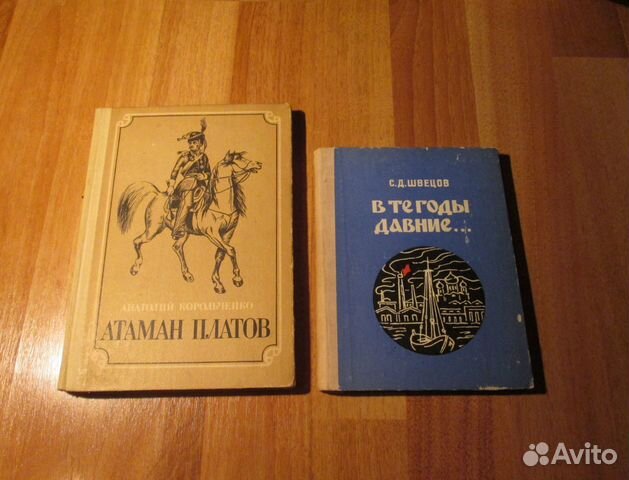 АНАТОЛИЙ КОРОЛЬЧЕНКО
АТАМАН ПЛАТОВ
С.Д.ШВЕЦОВ
В ТЕ ГОДЫ
ДАВНИЕ...
Avito